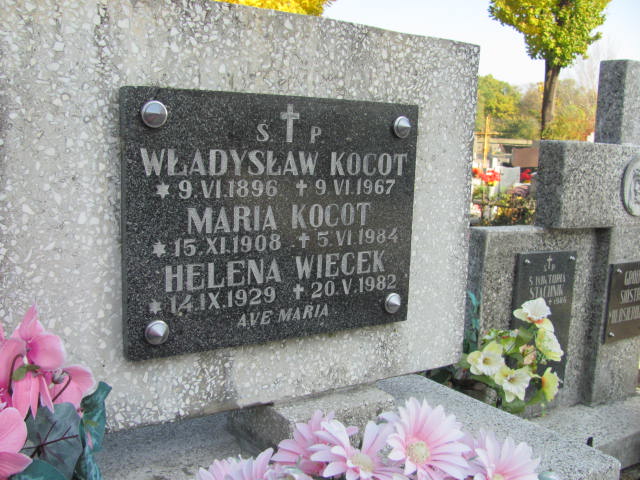 Ś † P
WŁADYSŁAW KOCOT
* 9.VI.1896 † 9.VI.1967
MARIA KOCOT
* 15.XI.1908 † 5.VI.1984
HELENA WIECEK
* 14.IX.1929 † 20.V.1982
AVE MARIA
Ś † P